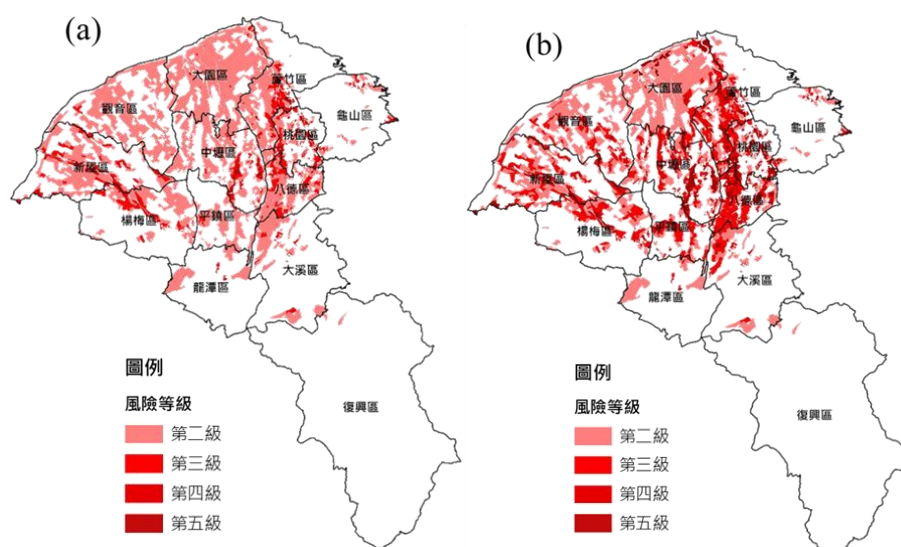 (a)
大園區
蘆竹區
觀音區
龜山區
桃園區
中壢區
新屋區
八德區
楊梅區
平鎮區
大溪區
龍潭區
復興區
圖例
風險等級
第二級
第三級
第四級
第五級
(b)
大園區
蘆竹區
觀音區
龜山區
桃園區
中壢區
新屋區
八德區
楊梅區
平鎮區
大溪區
龍潭區
復興區
圖例
風險等級
第二級
第三級
第四級
第五級